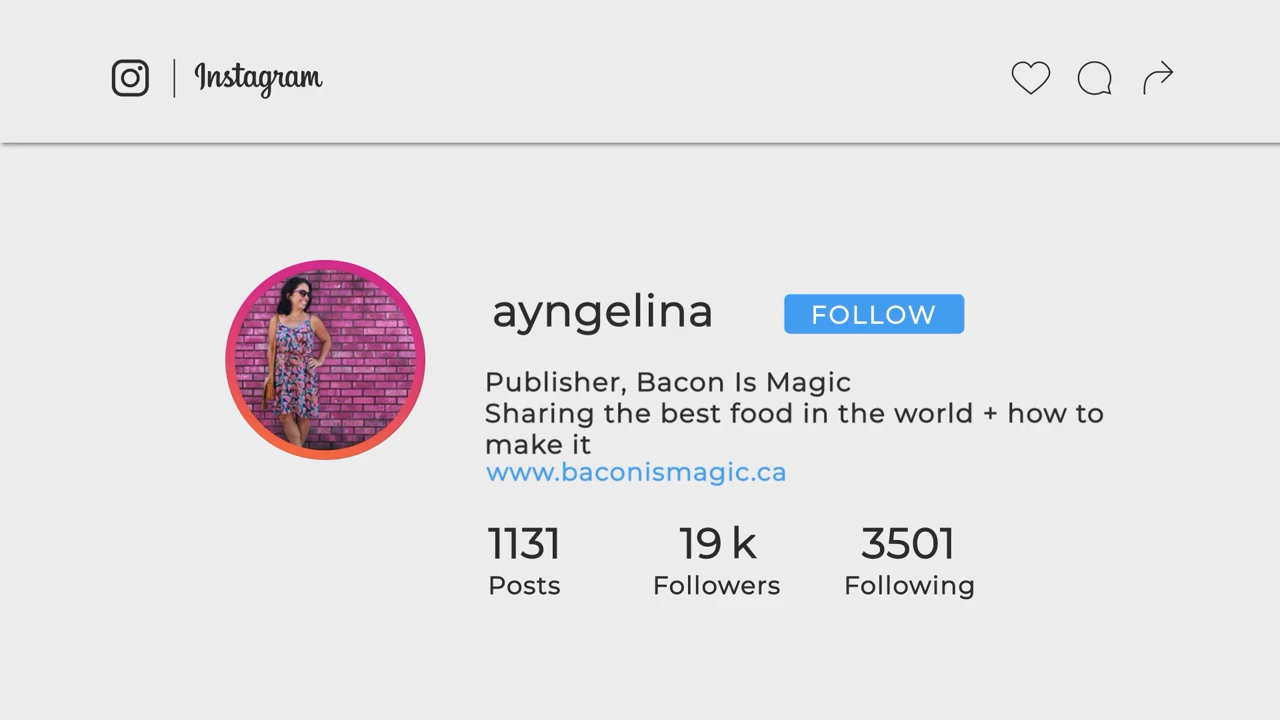 Instagram
ayngelina
FOLLOW
Publisher, Bacon Is Magic
Sharing the best food in the world + how to
make it
www.baconismagic.ca
1131 19 k 3501
Posts Followers Following